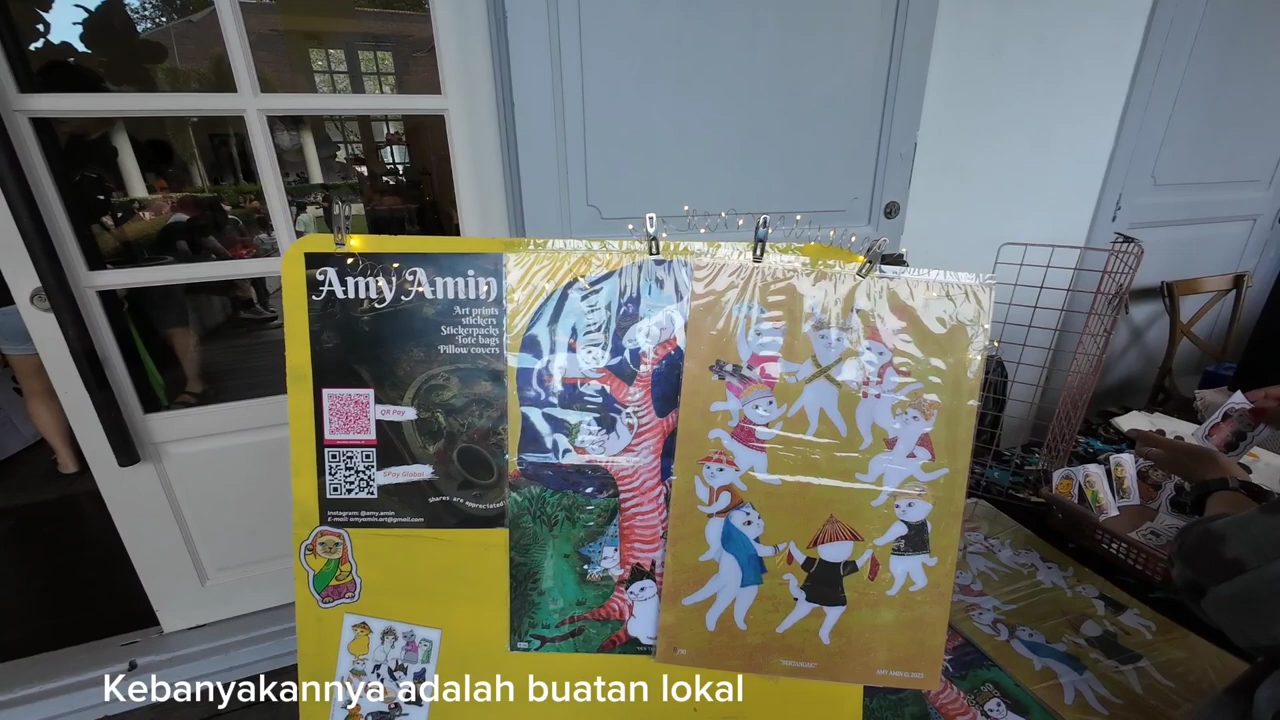 Amy Amin
Art prints
stickers
Stickerpacks
Tote bags
Pillow covers
QR Pay
SPay Global
shares are appreciated
Instagram: @amy.amin
E-mail: amyamin.art@gmail.com
"BERTANGAU"
AMY AMIN ©, 2023
Kebanyakannya adalah buatan lokal